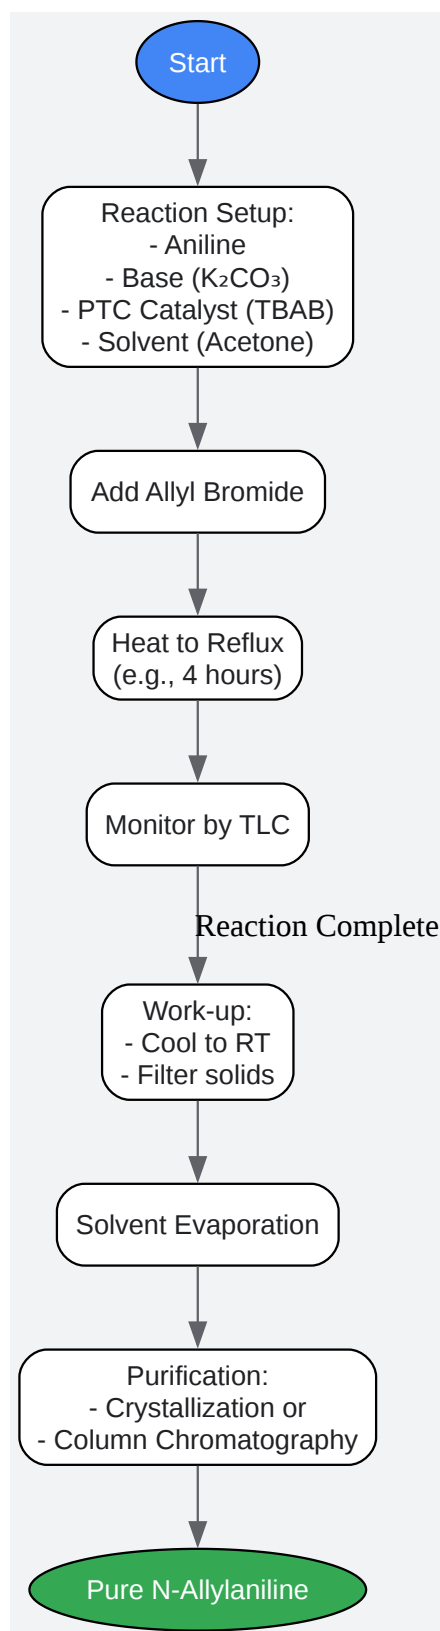 Start
Reaction Setup:
- Aniline
- Base (K₂CO₃)
- PTC Catalyst (TBAB)
- Solvent (Acetone)
Add Allyl Bromide
Heat to Reflux
(e.g., 4 hours)
Monitor by TLC
Reaction Complete
Work-up:
- Cool to RT
- Filter solids
Solvent Evaporation
Purification:
- Crystallization or
- Column Chromatography
Pure N-Allylaniline